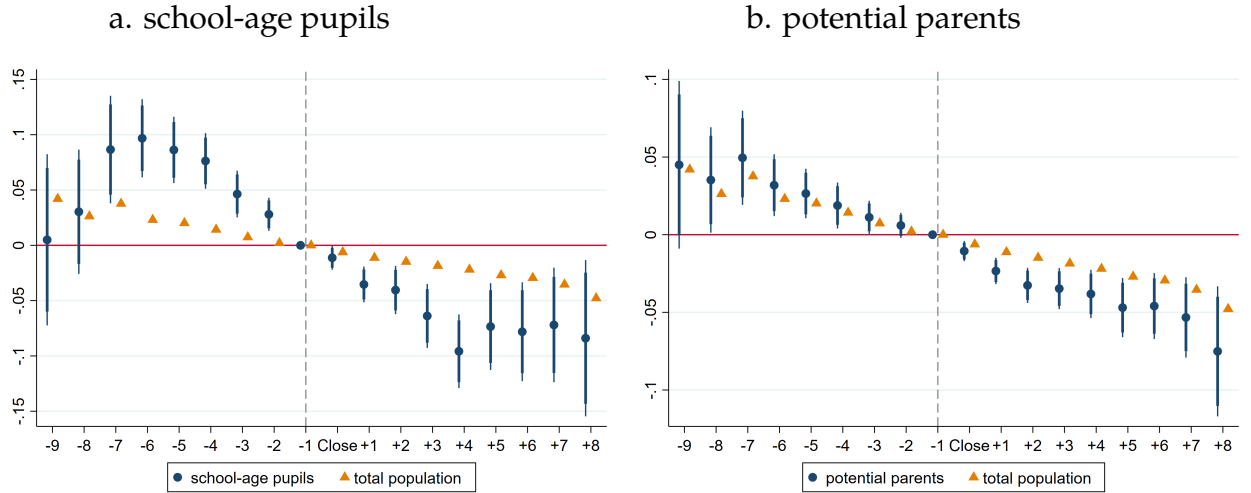 a. school-age pupils
.15
.1
.05
0
-.05
-.1
-.15
-9 -8 -7 -6 -5 -4 -3 -2 -1 Close +1 +2 +3 +4 +5 +6 +7 +8
school-age pupils total population
b. potential parents
.1
.05
0
-.05
-.1
-9 -8 -7 -6 -5 -4 -3 -2 -1 Close +1 +2 +3 +4 +5 +6 +7 +8
potential parents total population